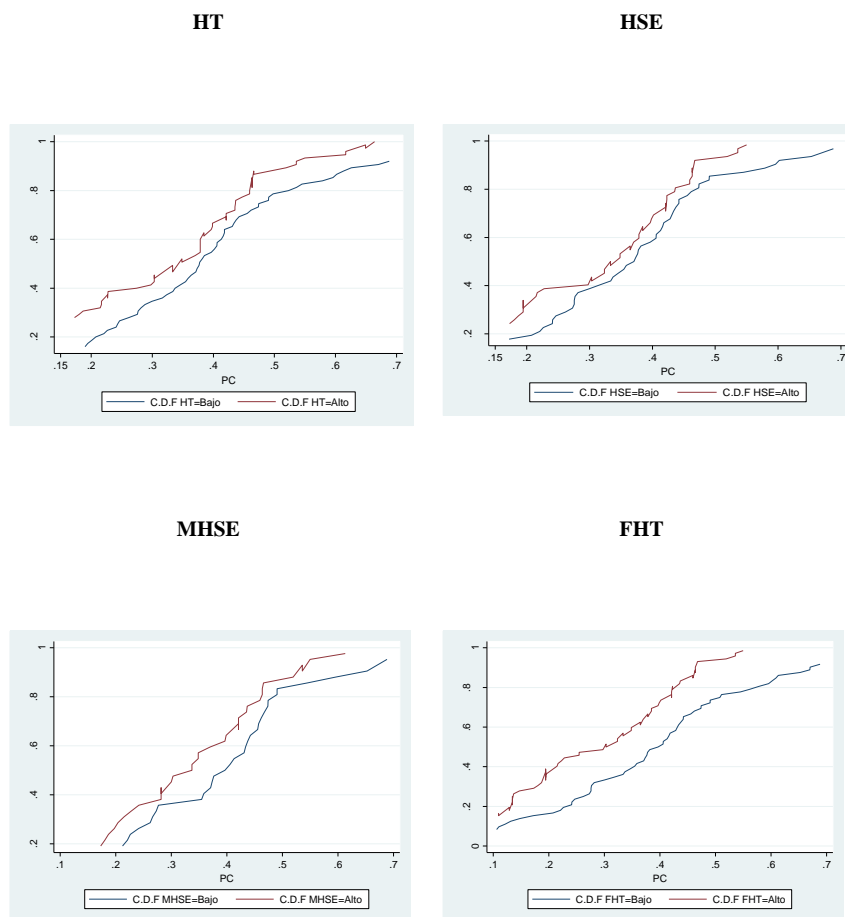 HT
HSE
1
.8
.6
.4
.2
.15 .2 .3 .4 .5 .6 .7
PC
C.D.F HT=Bajo C.D.F HT=Alto
1
.8
.6
.4
.2
.15 .2 .3 .4 .5 .6 .7
PC
C.D.F HSE=Bajo C.D.F HSE=Alto
MHSE
FHT
1
.8
.6
.4
.2
.1 .2 .3 .4 .5 .6 .7
PC
C.D.F MHSE=Bajo C.D.F MHSE=Alto
1
.8
.6
.4
.2
0
.1 .2 .3 .4 .5 .6 .7
PC
C.D.F FHT=Bajo C.D.F FHT=Alto